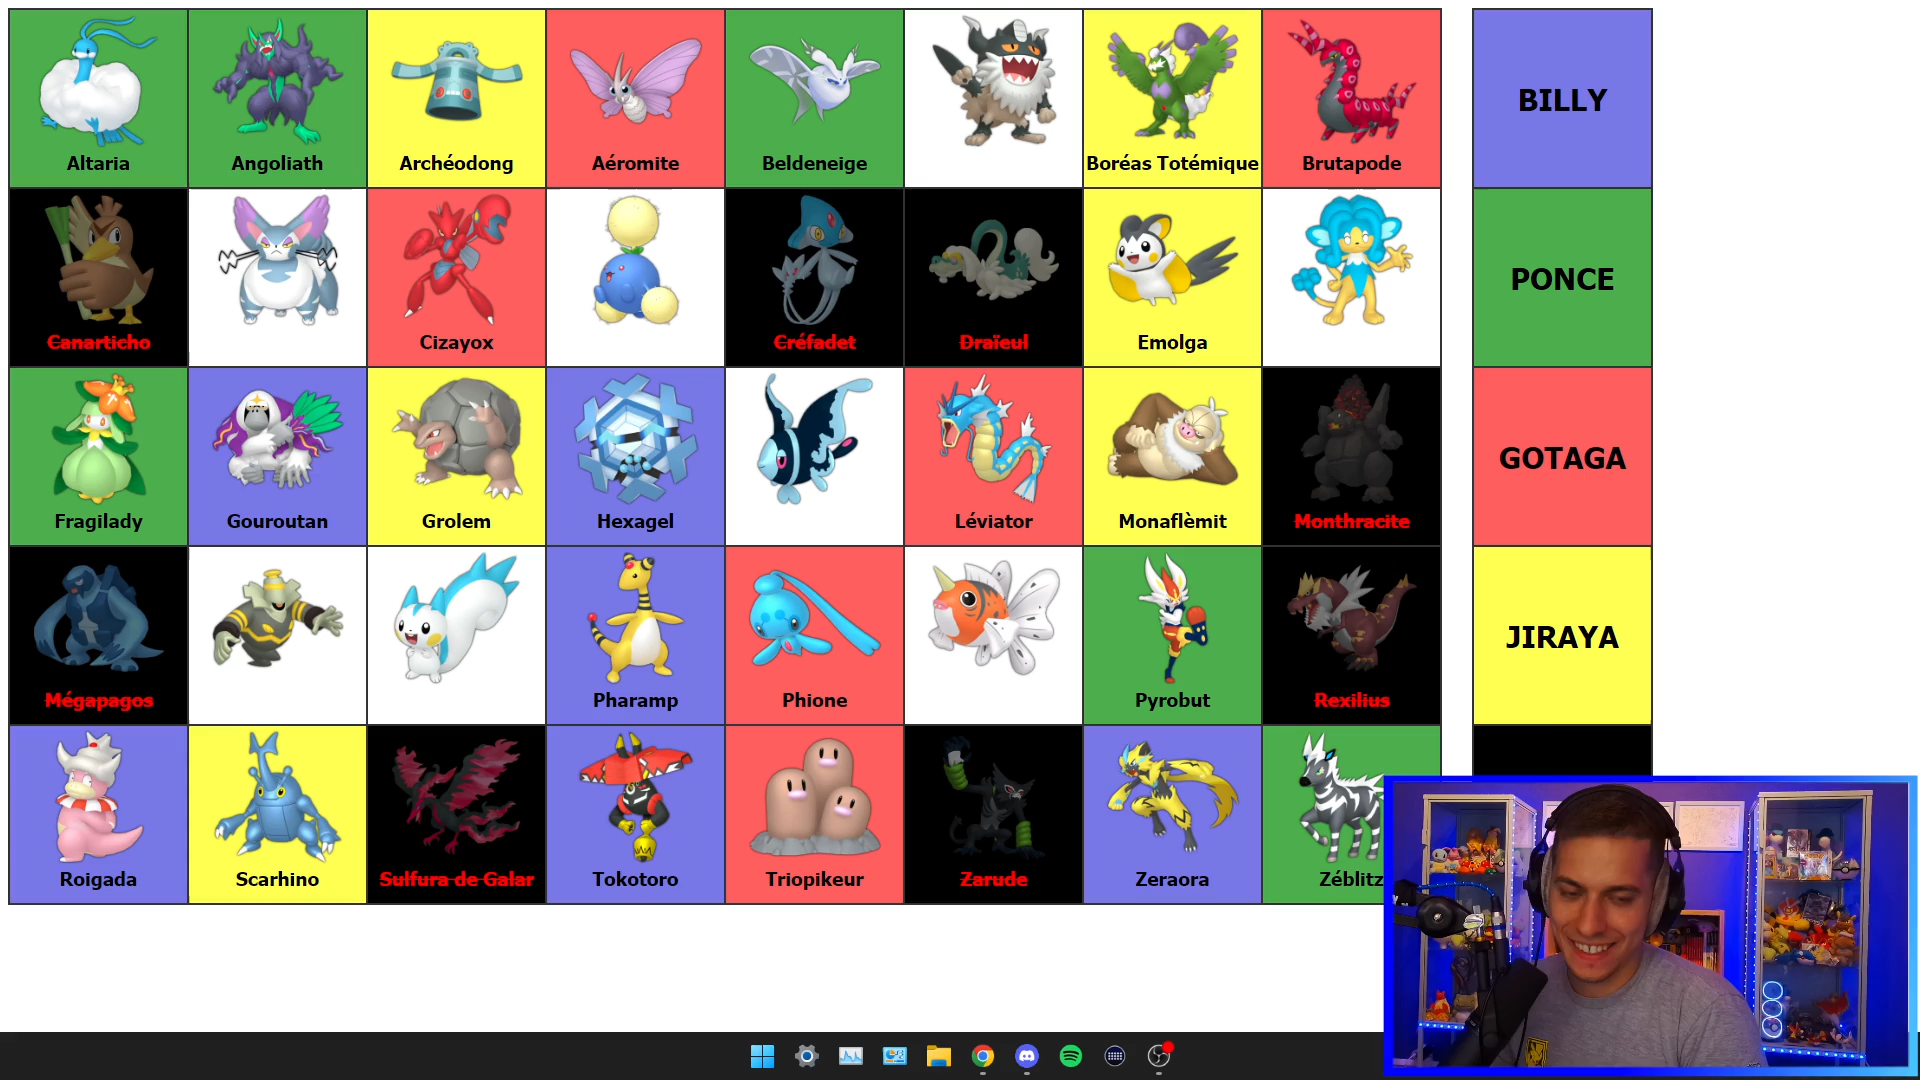 Altaria
Angoliath
Archéodong
Aéromite
Beldeneige
Boréas Totémique
Brutapode
BILLY
Canarticho
Cizayox
Créfadet
Draïeul
Emolga
PONCE
Fragilady
Gouroutan
Grolem
Hexagel
Léviator
Monaflèmit
Monthracite
GOTAGA
Mégapagos
Pharamp
Phione
Pyrobut
Rexilius
JIRAYA
Roigada
Scarhino
Sulfura de Galar
Tokotoro
Triopikeur
Zarude
Zeraora
Zéblitz